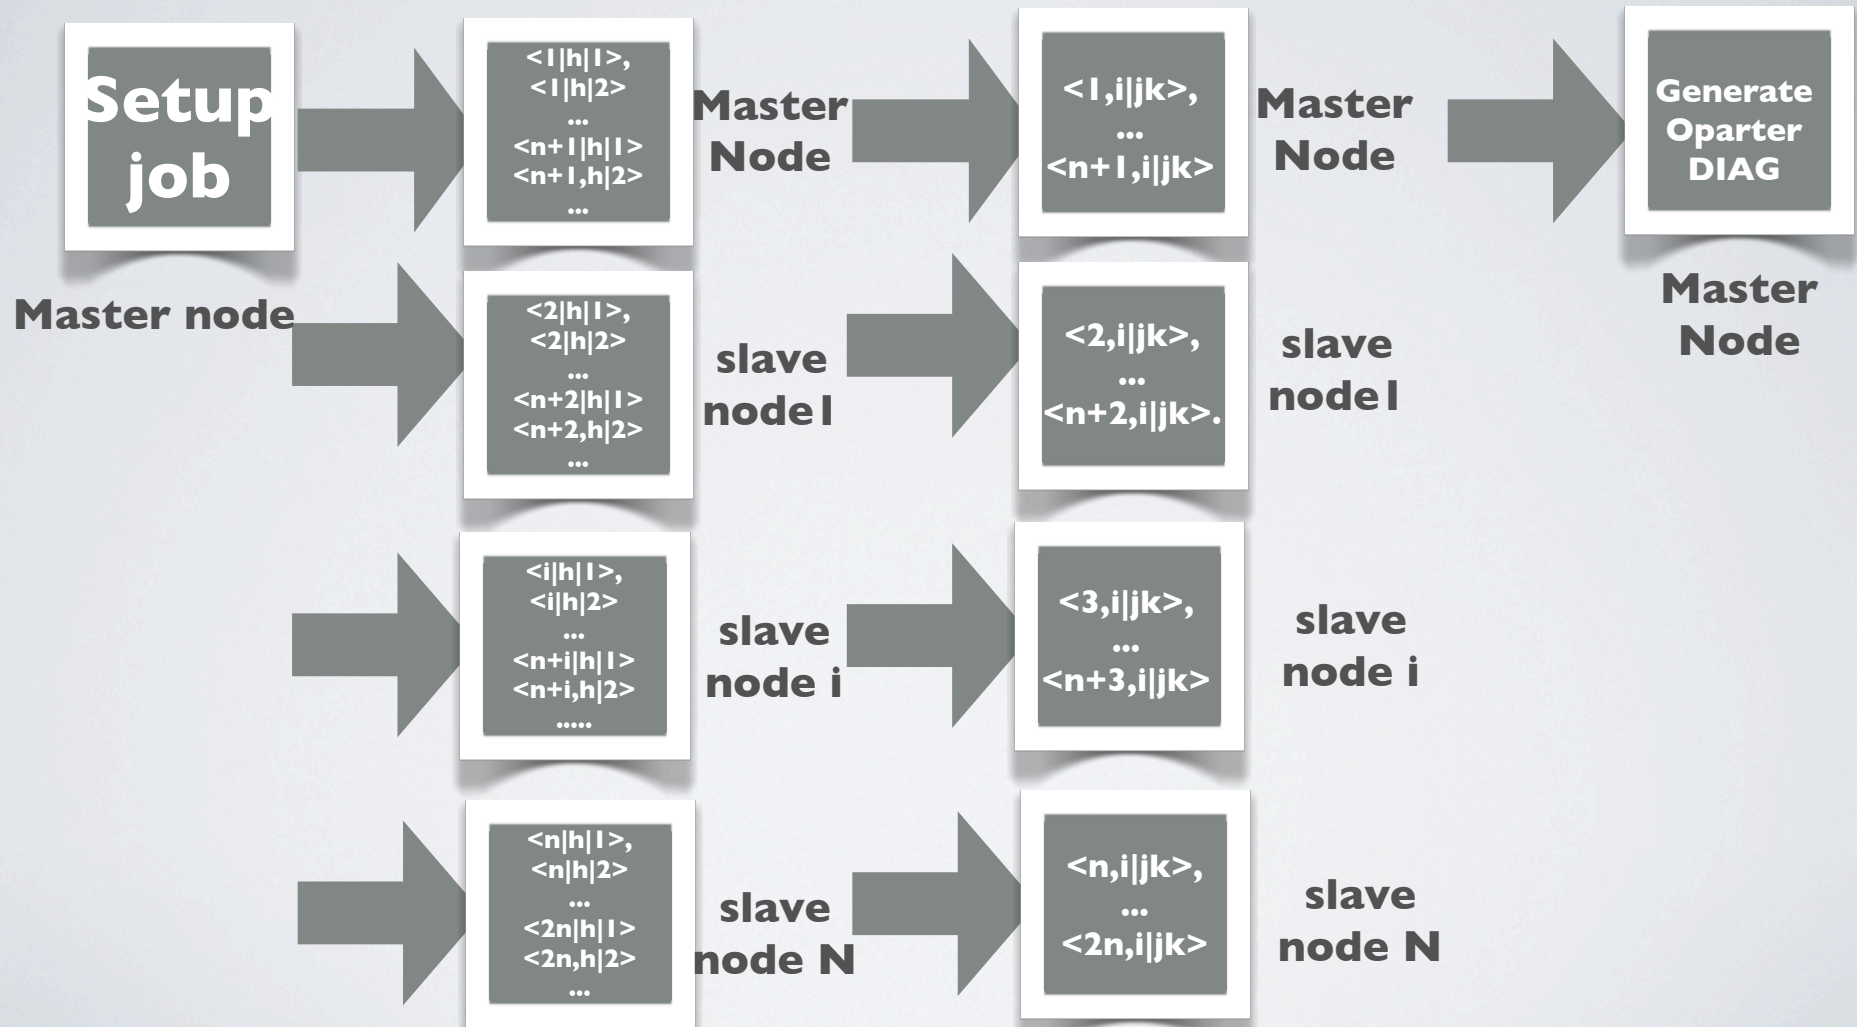 Setup
job
Master node
<1|h|1>,
<1|h|2>
...
<n+1|h|1>
<n+1,h|2>
...
Master
Node
<1,i|jk>,
...
<n+1,i|jk>
Master
Node
Generate
Oparter
DIAG
Master
Node
<2|h|1>,
<2|h|2>
...
<n+2|h|1>
<n+2,h|2>
...
slave
node1
<2,i|jk>,
...
<n+2,i|jk>.
slave
node1
<i|h|1>,
<i|h|2>
...
<n+i|h|1>
<n+i,h|2>
.....
slave
node i
<3,i|jk>,
...
<n+3,i|jk>
slave
node i
<n|h|1>,
<n|h|2>
...
<2n|h|1>
<2n,h|2>
...
slave
node N
<n,i|jk>,
...
<2n,i|jk>
slave
node N